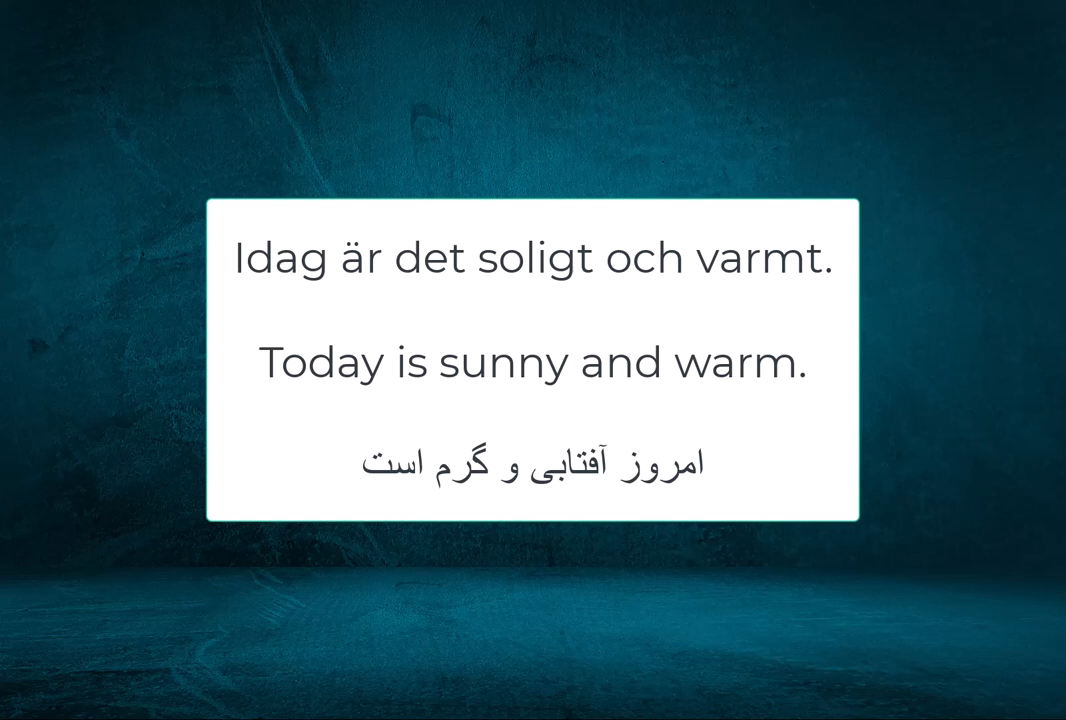 Idag är det soligt och varmt.
Today is sunny and warm.
امروز آفتابی و گرم است